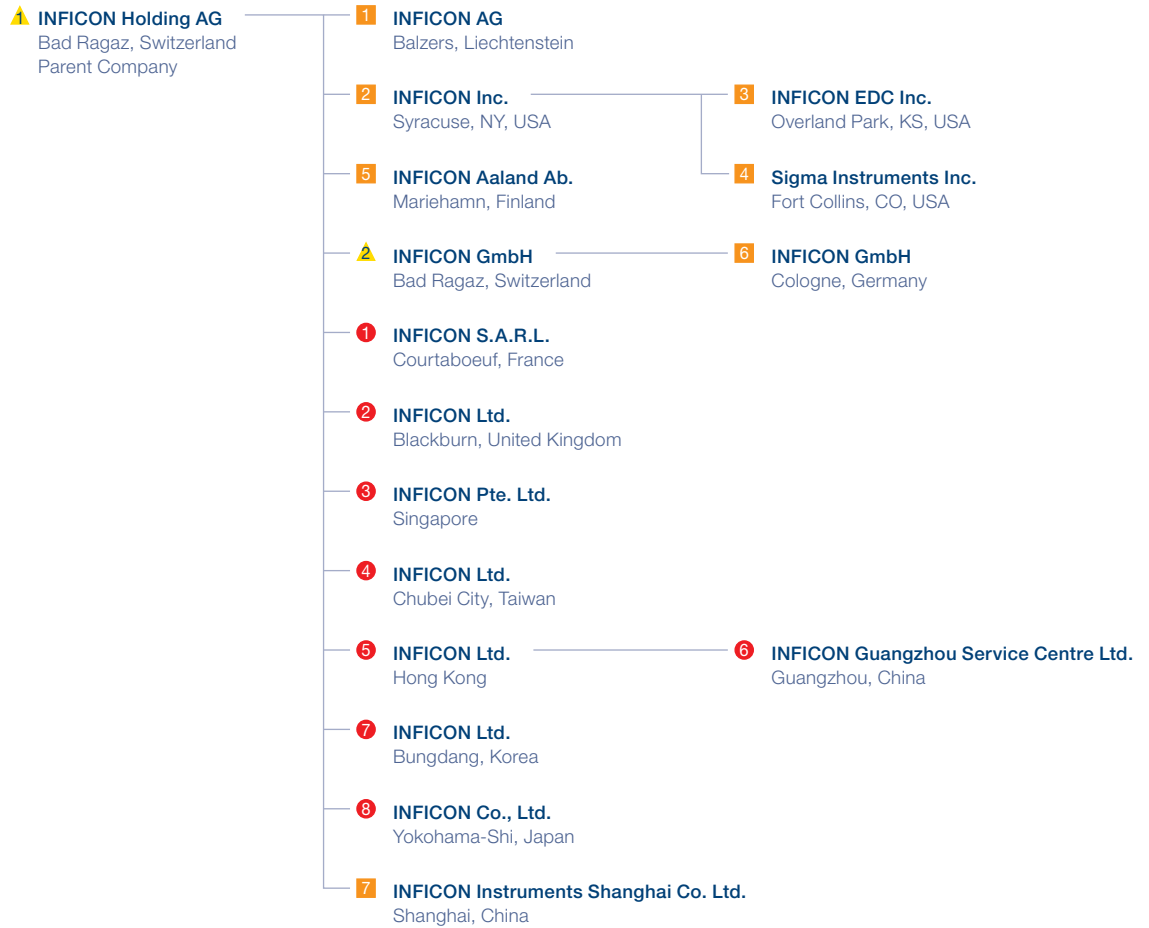 1 INFICON Holding AG
Bad Ragaz, Switzerland
Parent Company
1 INFICON AG
Balzers, Liechtenstein
2 INFICON Inc.
Syracuse, NY, USA
3 INFICON EDC Inc.
Overland Park, KS, USA
5 INFICON Aaland Ab.
Mariehamn, Finland
4 Sigma Instruments Inc.
Fort Collins, CO, USA
2 INFICON GmbH
Bad Ragaz, Switzerland
6 INFICON GmbH
Cologne, Germany
1 INFICON S.A.R.L.
Courtaboeuf, France
2 INFICON Ltd.
Blackburn, United Kingdom
3 INFICON Pte. Ltd.
Singapore
4 INFICON Ltd.
Chubei City, Taiwan
5 INFICON Ltd.
Hong Kong
6 INFICON Guangzhou Service Centre Ltd.
Guangzhou, China
7 INFICON Ltd.
Bungdang, Korea
8 INFICON Co., Ltd.
Yokohama-Shi, Japan
7 INFICON Instruments Shanghai Co. Ltd.
Shanghai, China